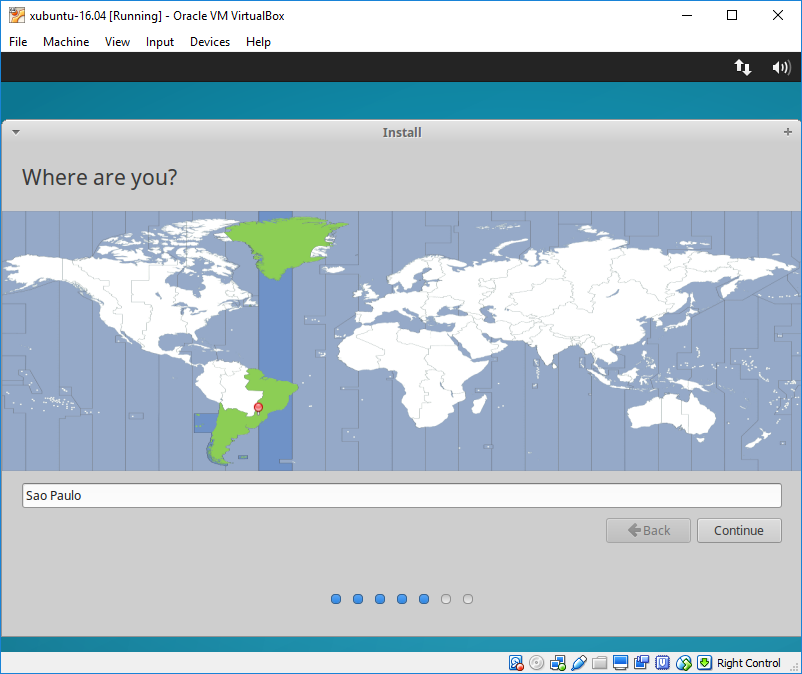 xubuntu-16.04 [Running] - Oracle VM VirtualBox
File Machine View Input Devices Help
Install
Where are you?
Sao Paulo
Back Continue
Right Control